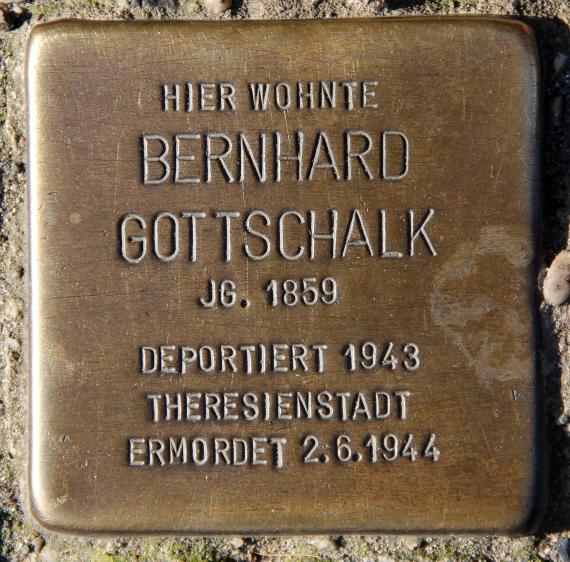 HIER WOHNTE
BERNHARD
GOTTSCHALK
JG. 1859
DEPORTIERT 1943
THERESIENSTADT
ERMORDET 2.6.1944